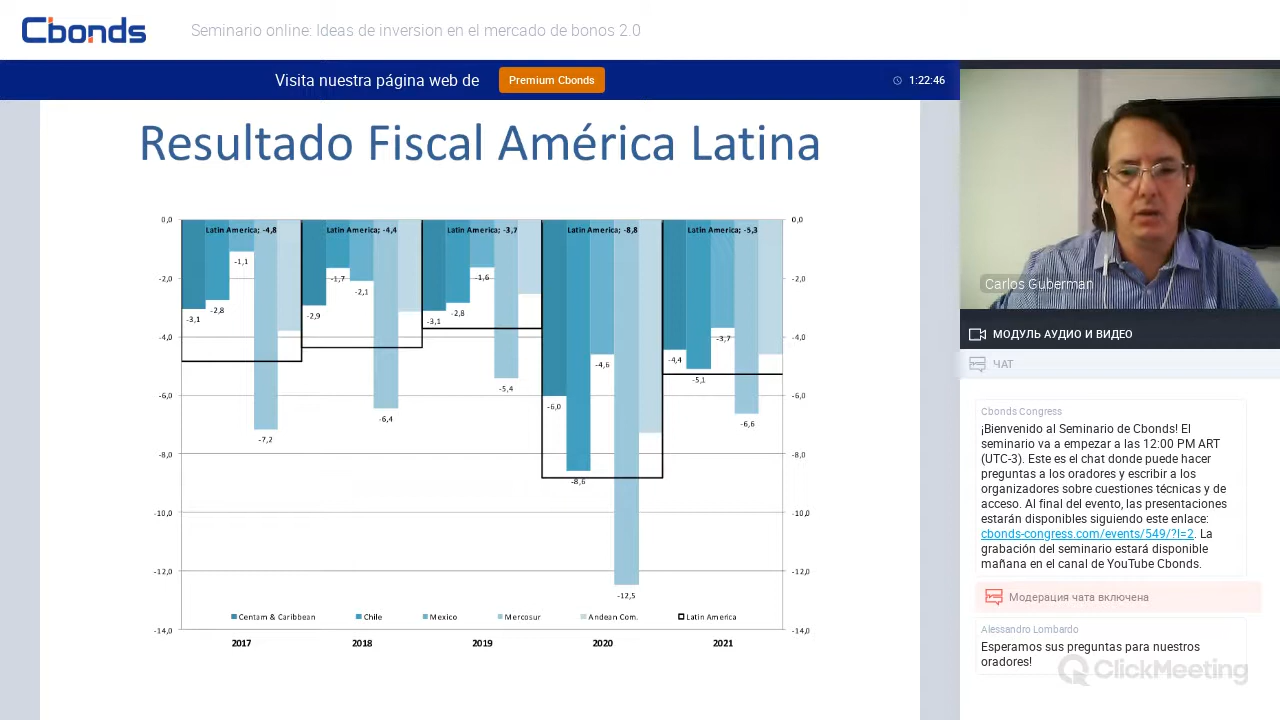 Cbonds
Seminario online: Ideas de inversion en el mercado de bonos 2.0
Visita nuestra página web de
Premium Cbonds
1:22:46
Resultado Fiscal América Latina
0,0
-2,0
-4,0
-6,0
-8,0
-10,0
-12,0
-14,0
Latin America; -4,8
Latin America; -4,4
Latin America; -3,7
Latin America; -8,8
Latin America; -5,3
-3,1
-2,8
-1,1
-7,2
-2,9
-1,7
-2,1
-6,4
-3,1
-2,8
-1,6
-5,4
-6,0
-8,6
-4,6
-12,5
-4,4
-5,1
-3,7
-6,6
0,0
-2,0
-4,0
-6,0
-8,0
-10,0
-12,0
-14,0
Centam & Caribbean
Chile
Mexico
Mercosur
Andean Com.
Latin America
2017
2018
2019
2020
2021
Carlos Guberman
МОДУЛЬ АУДИО И ВИДЕО
ЧАТ
Cbonds Congress
¡Bienvenido al Seminario de Cbonds! El
seminario va a empezar a las 12:00 PM ART
(UTC-3). Este es el chat donde puede hacer
preguntas a los oradores y escribir a los
organizadores sobre cuestiones técnicas y de
acceso. Al final del evento, las presentaciones
estarán disponibles siguiendo este enlace:
cbonds-congress.com/events/549/?l=2. La
grabación del seminario estará disponible
mañana en el canal de YouTube Cbonds.
Модерация чата включена
Alessandro Lombardo
Esperamos sus preguntas para nuestros
oradores!
ClickMeeting